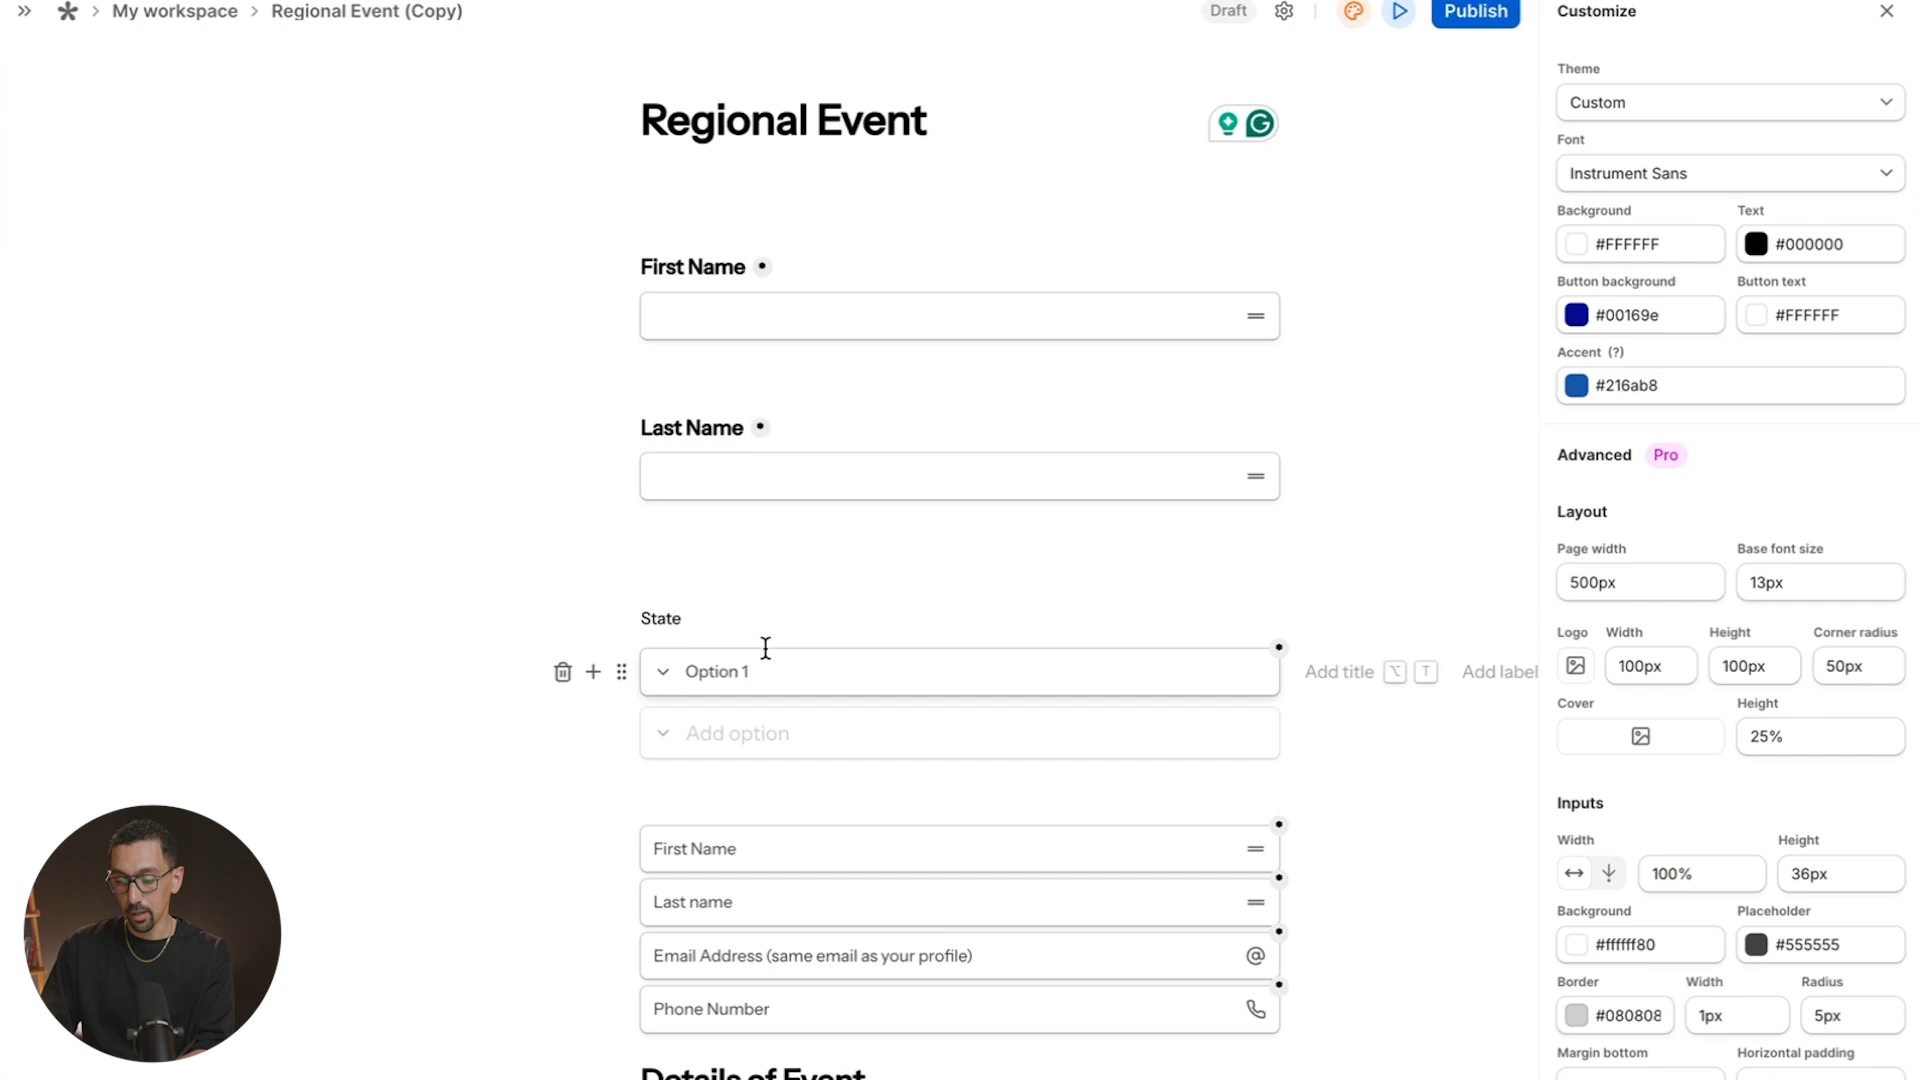 My workspace > Regional Event (Copy)
Draft
Publish
Customize
Theme
Custom
Font
Instrument Sans
Background Text
#FFFFFF #000000
Button background Button text
#00169e #FFFFFF
Accent (?)
#216ab8
Advanced Pro
Layout
Page width Base font size
500px 13px
Logo Width Height Corner radius
100px 100px 50px
Cover Height
25%
Inputs
Width Height
100% 36px
Background Placeholder
#ffffff80 #555555
Border Width Radius
#080808 1px 5px
Margin bottom Horizontal padding
Regional Event
First Name
Last Name
State
Option 1
Add title T Add label
Add option
First Name
Last name
Email Address (same email as your profile)
Phone Number
Details of Event